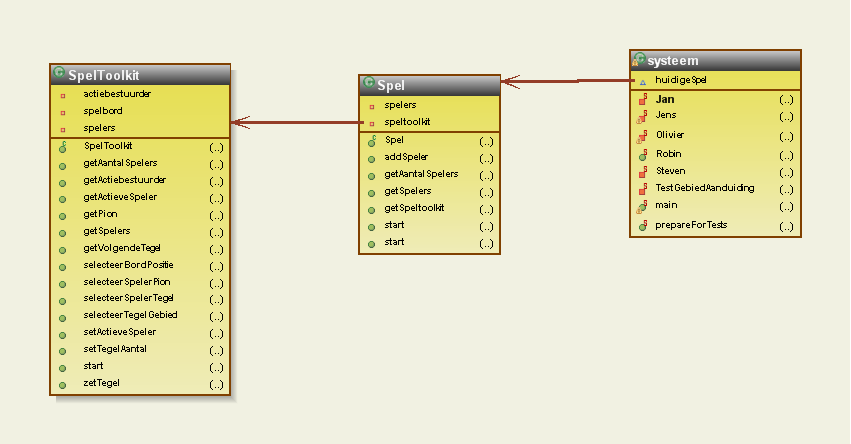 SpelToolkit
actiebestuurder
spelbord
spelers
SpelToolkit (..)
getAantalSpelers (..)
getActiebestuurder (..)
getActieveSpeler (..)
getPion (..)
getSpelers (..)
getVolgendeTegel (..)
selecteerBordPositie (..)
selecteerSpelerPion (..)
selecteerSpelerTegel (..)
selecteerTegelGebied (..)
setActieveSpeler (..)
setTegelAantal (..)
start (..)
zetTegel (..)
Spel
spelers
speltoolkit
Spel (..)
addSpeler (..)
getAantalSpelers (..)
getSpelers (..)
getSpeltoolkit (..)
start (..)
start (..)
systeem
huidigeSpel
Jan (..)
Jens (..)
Olivier (..)
Robin (..)
Steven (..)
TestGebiedAanduiding (..)
main (..)
prepareForTests (..)